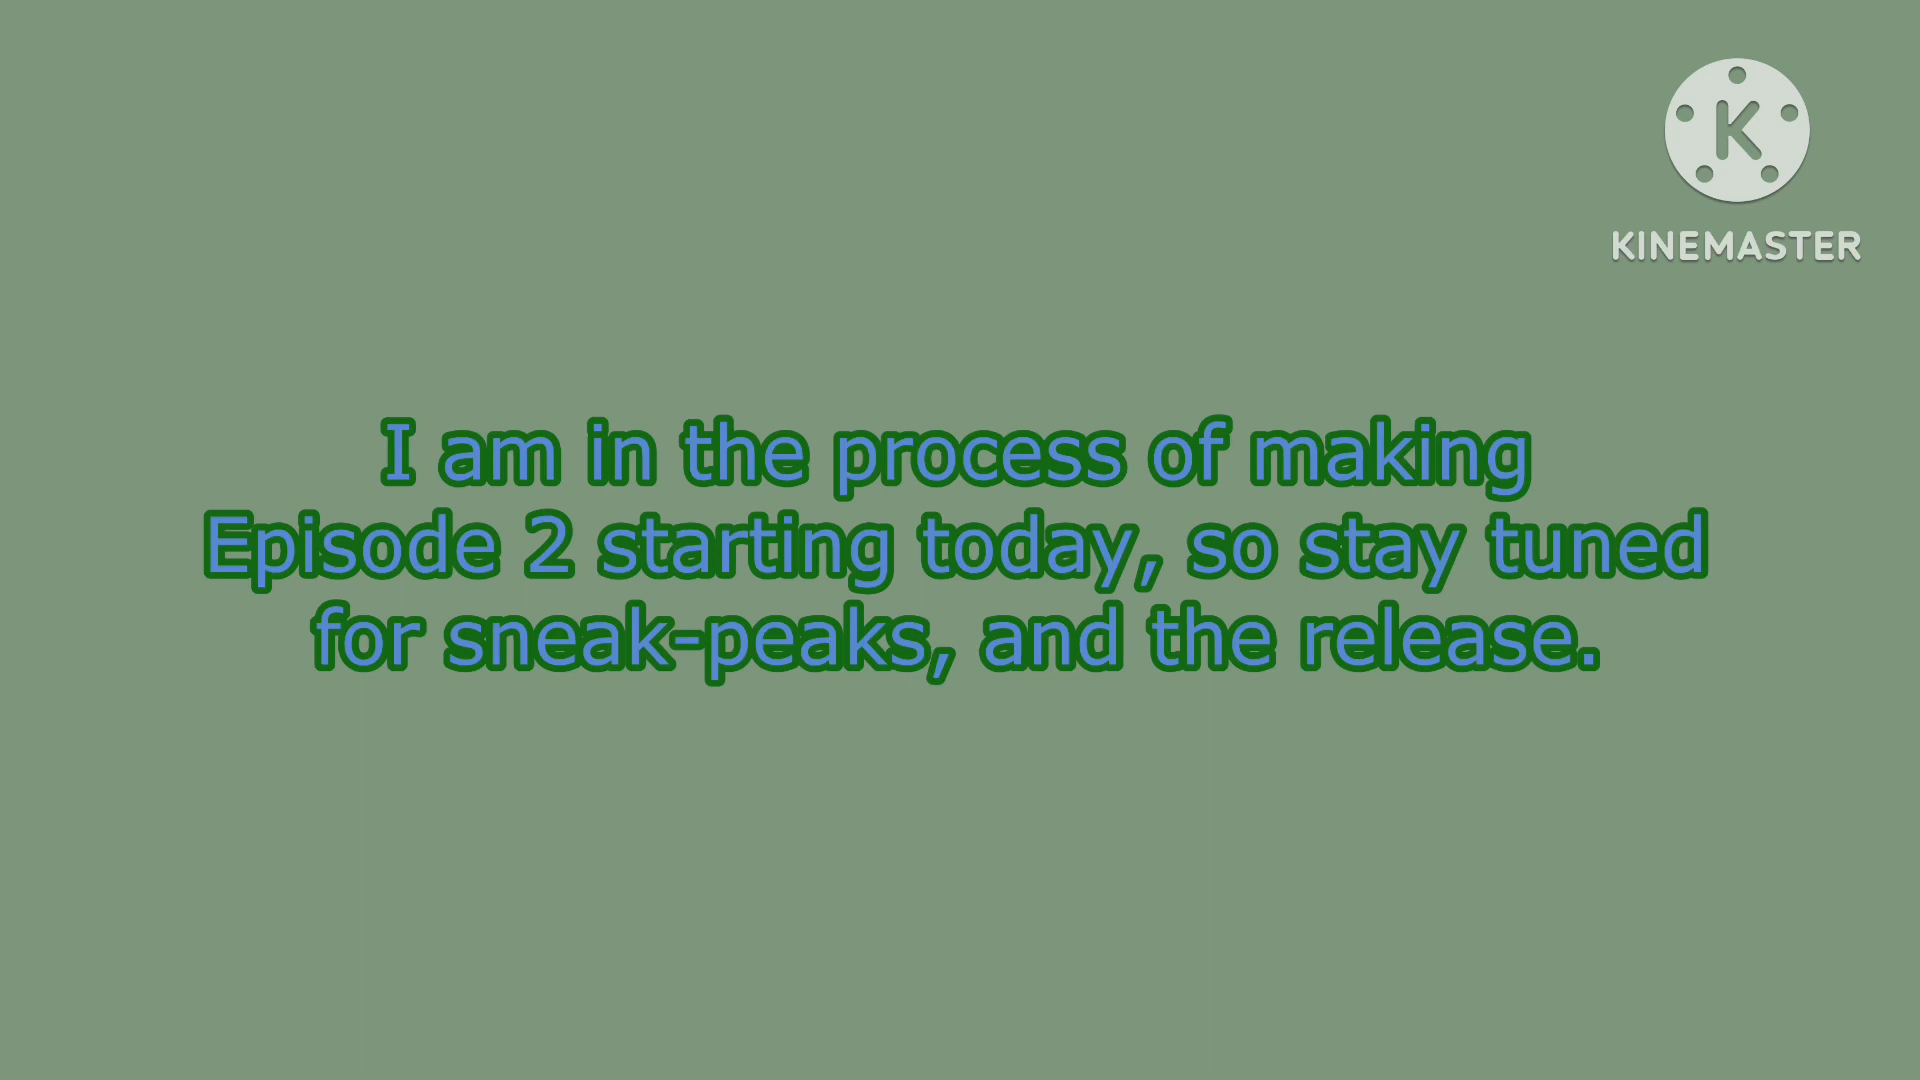 K
KINEMASTER
I am in the process of making
Episode 2 starting today, so stay tuned
for sneak-peaks, and the release.